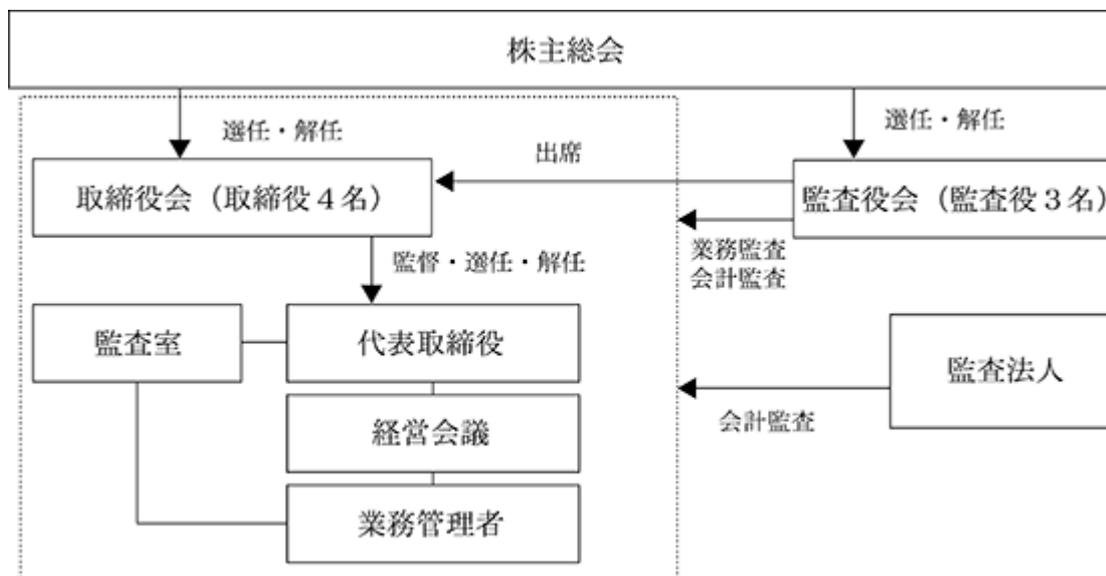 株主総会
選任・解任
選任・解任
出席
取締役会（取締役４名）
監査役会（監査役３名）
業務監査
会計監査
監督・選任・解任
監査室
代表取締役
監査法人
会計監査
経営会議
業務管理者